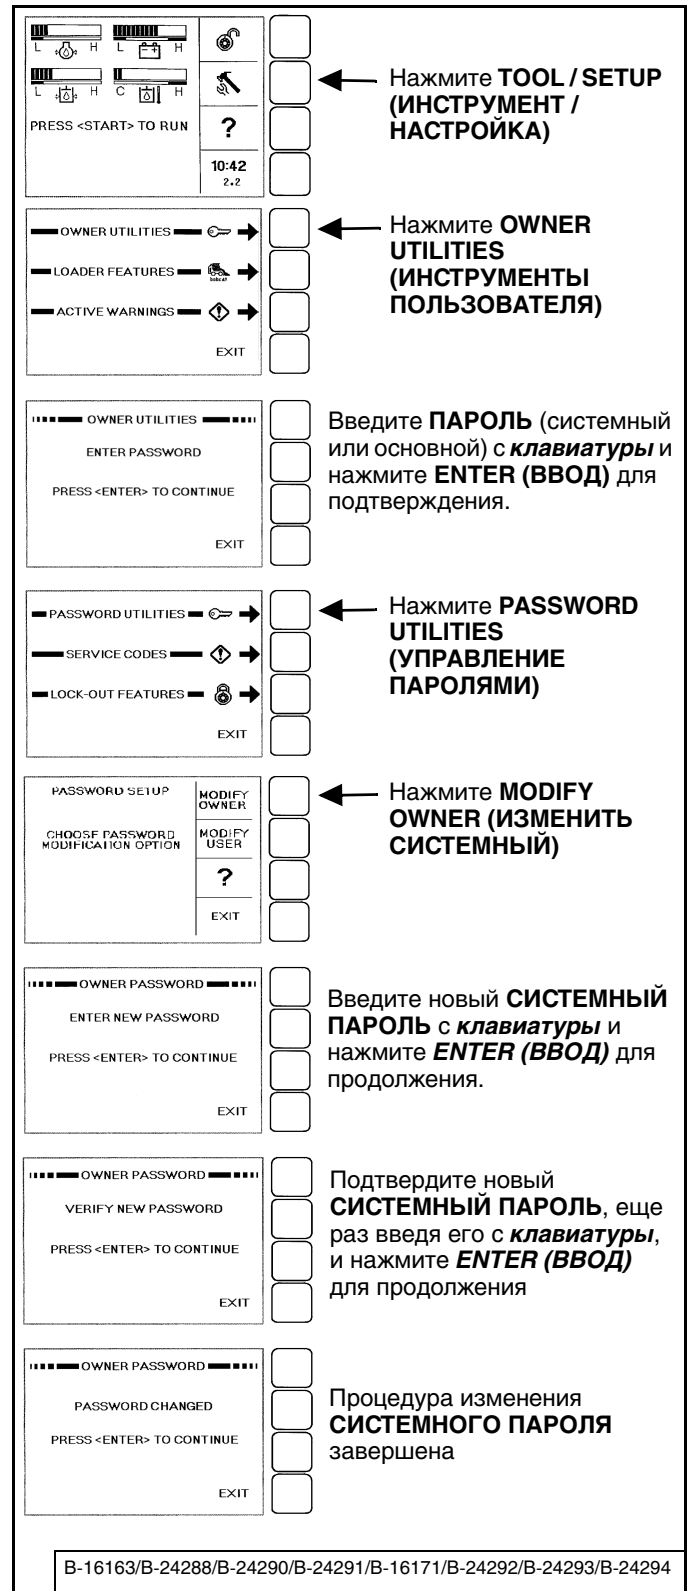 L H L H
L H C H
PRESS <START> TO RUN
?
10:42
2.2
Нажмите TOOL / SETUP
(ИНСТРУМЕНТ /
НАСТРОЙКА)
OWNER UTILITIES
LOADER FEATURES
ACTIVE WARNINGS
EXIT
Нажмите OWNER
UTILITIES
(ИНСТРУМЕНТЫ
ПОЛЬЗОВАТЕЛЯ)
OWNER UTILITIES
ENTER PASSWORD
PRESS <ENTER> TO CONTINUE
EXIT
Введите ПАРОЛЬ (системный
или основной) с клавиатуры и
нажмите ENTER (ВВОД) для
подтверждения.
PASSWORD UTILITIES
SERVICE CODES
LOCK-OUT FEATURES
EXIT
Нажмите PASSWORD
UTILITIES
(УПРАВЛЕНИЕ
ПАРОЛЯМИ)
PASSWORD SETUP
CHOOSE PASSWORD
MODIFICATION OPTION
MODIFY
OWNER
MODIFY
USER
?
EXIT
Нажмите MODIFY
OWNER (ИЗМЕНИТЬ
СИСТЕМНЫЙ)
OWNER PASSWORD
ENTER NEW PASSWORD
PRESS <ENTER> TO CONTINUE
EXIT
Введите новый СИСТЕМНЫЙ
ПАРОЛЬ с клавиатуры и
нажмите ENTER (ВВОД) для
продолжения.
OWNER PASSWORD
VERIFY NEW PASSWORD
PRESS <ENTER> TO CONTINUE
EXIT
Подтвердите новый
СИСТЕМНЫЙ ПАРОЛЬ, еще
раз введя его с клавиатуры,
и нажмите ENTER (ВВОД)
для продолжения
OWNER PASSWORD
PASSWORD CHANGED
PRESS <ENTER> TO CONTINUE
EXIT
Процедура изменения
СИСТЕМНОГО ПАРОЛЯ
завершена
B-16163/B-24288/B-24290/B-24291/B-16171/B-24292/B-24293/B-24294